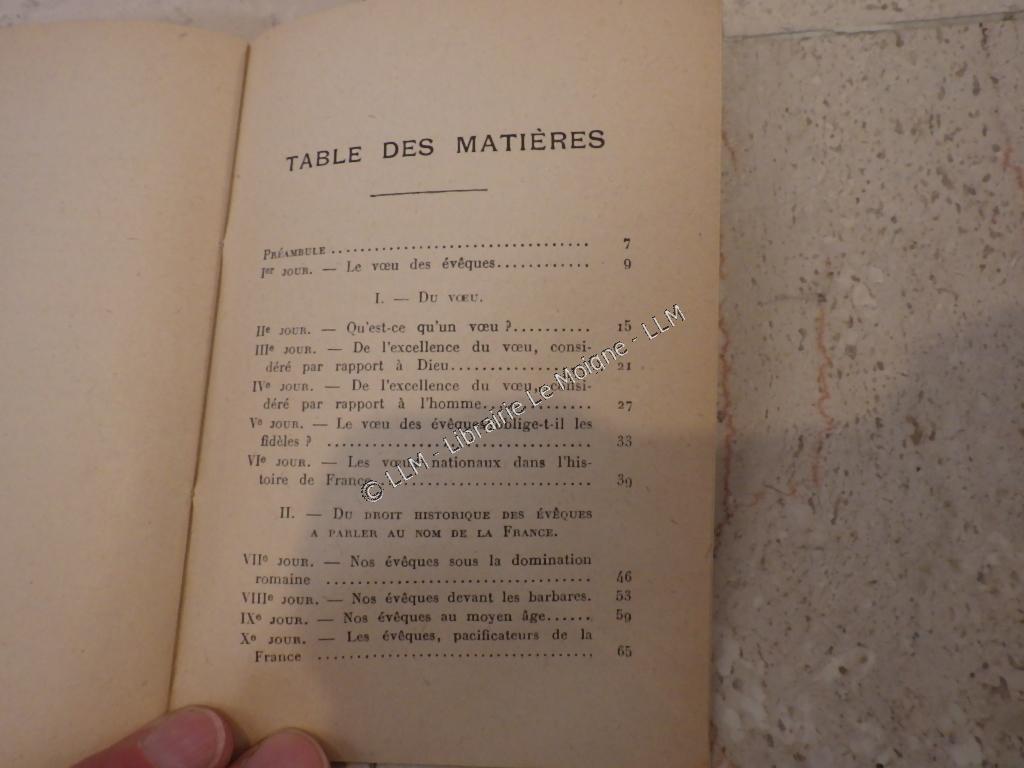 TABLE DES MATIÈRES
PRÉAMBULE .................................. 7
Ier JOUR. — Le vœu des évêques............ 9
I. — DU VŒU.
IIe JOUR. — Qu'est-ce qu'un vœu ?.......... 15
IIIe JOUR. — De l'excellence du vœu, consi-
déré par rapport à Dieu.................. 21
IVe JOUR. — De l'excellence du vœu, consi-
déré par rapport à l'homme.............. 27
Ve JOUR. — Le vœu des évêques oblige-t-il les
fidèles ? .................................. 33
VIe JOUR. — Les vœux nationaux dans l'his-
toire de France............................ 39
II. — DU DROIT HISTORIQUE DES ÉVÊQUES
A PARLER AU NOM DE LA FRANCE.
VIIe JOUR. — Nos évêques sous la domination
romaine .................................. 46
VIIIe JOUR. — Nos évêques devant les barbares. 53
IXe JOUR. — Nos évêques au moyen âge...... 59
Xe JOUR. — Les évêques, pacificateurs de la
France .................................... 65
© LLM - Librairie Le Moigne - LLM